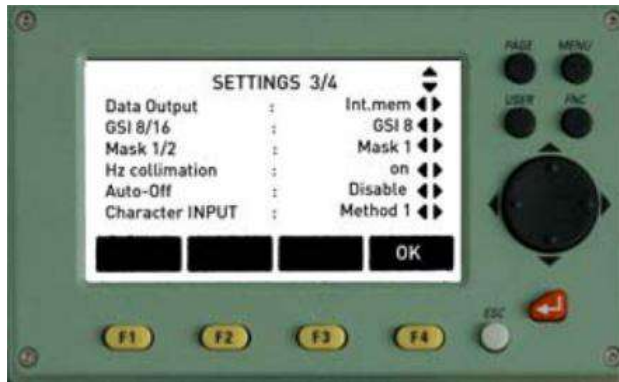 PAGE MENU
SETTINGS 3/4
Data Output : Int.mem
GSI 8/16 : GSI 8
Mask 1/2 : Mask 1
Hz collimation : on
Auto-Off : Disable
Character INPUT : Method 1
OK
USER FNC
F1 F2 F3 F4 ESC